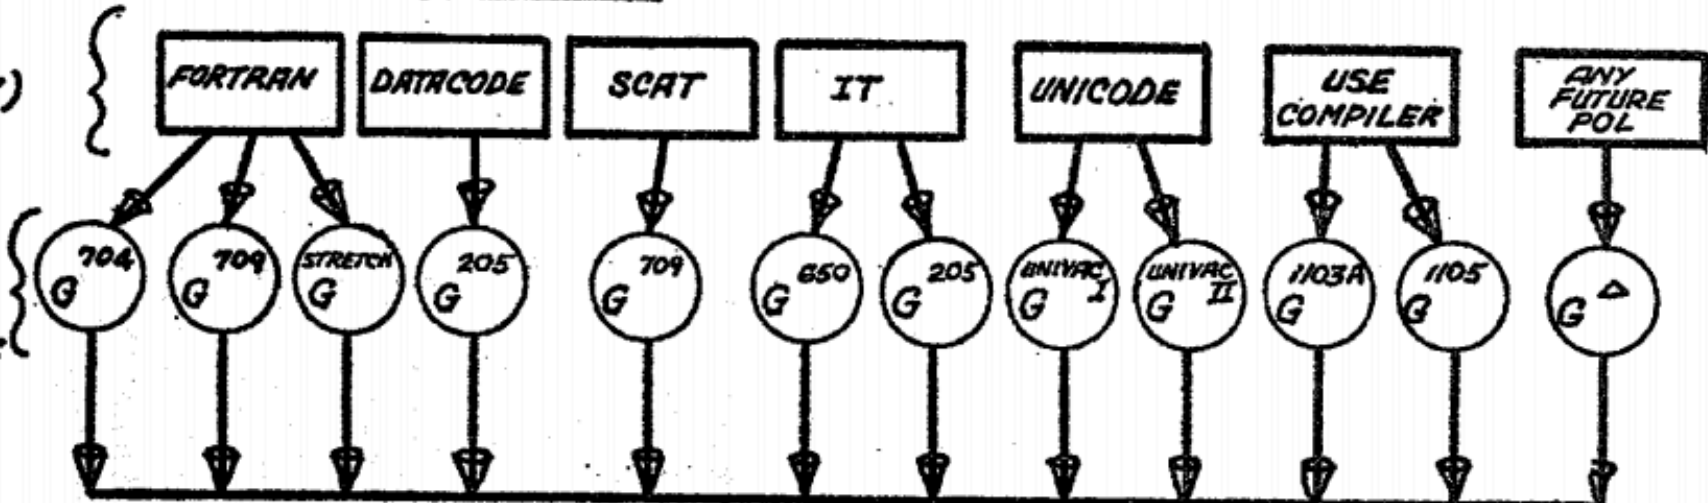 FORTRAN
DATACODE
SCAT
IT
UNICODE
USE
COMPILER
ANY
FUTURE
POL
G 704
G 709
G STRETCH
G 205
G 709
G 650
G 205
G UNIVAC I
G UNIVAC II
G 1103A
G 1105
G Δ